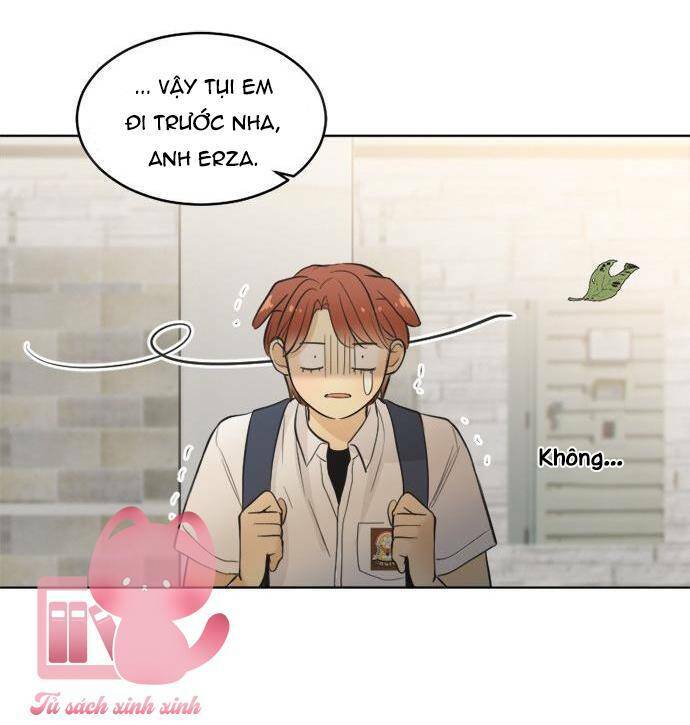 ... VẬY TỤI EM
ĐI TRƯỚC NHA,
ANH ERZA.
Không...
Tủ sách xinh xinh